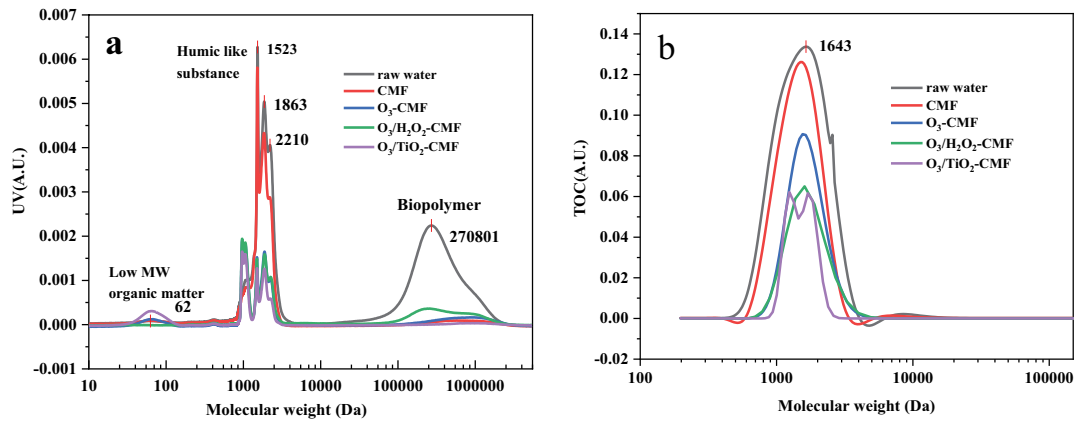 a
Humic like
substance
1523
1863
2210
raw water
CMF
O₃-CMF
O₃/H₂O₂-CMF
O₃/TiO₂-CMF
Biopolymer
270801
Low MW
organic matter
62
UV(A.U.)
0.007
0.006
0.005
0.004
0.003
0.002
0.001
0.000
-0.001
10
100
1000
10000
100000
1000000
Molecular weight (Da)
b
1643
raw water
CMF
O₃-CMF
O₃/H₂O₂-CMF
O₃/TiO₂-CMF
TOC(A.U.)
0.14
0.12
0.10
0.08
0.06
0.04
0.02
0.00
-0.02
100
1000
10000
100000
Molecular weight (Da)